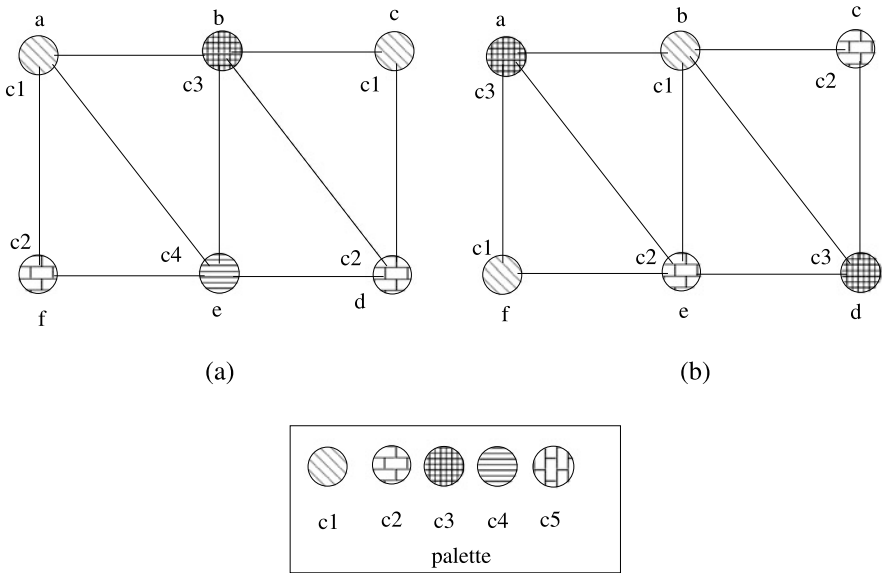 a b c a b c
c1 c3 c1 c3 c1 c2
c2 c4 c2 c1 c2 c3
f e d f e d
(a) (b)
c1 c2 c3 c4 c5
palette